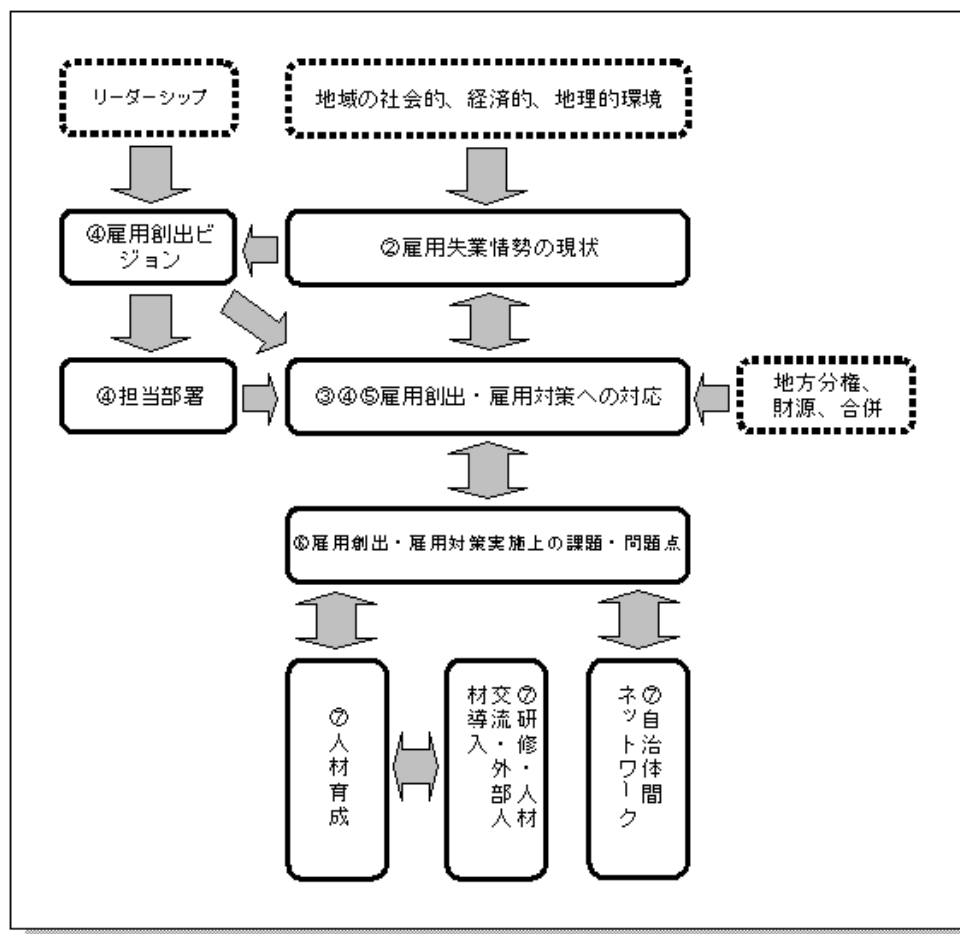 リーダーシップ
地域の社会的、経済的、地理的環境
④雇用創出ビ
ジョン
②雇用失業情勢の現状
④担当部署
③④⑤雇用創出・雇用対策への対応
地方分権、
財源、合併
⑥雇用創出・雇用対策実施上の課題・問題点
⑦人材育成
⑦研修・人材
交流・外部人
材導入
⑦自治体間
ネットワーク